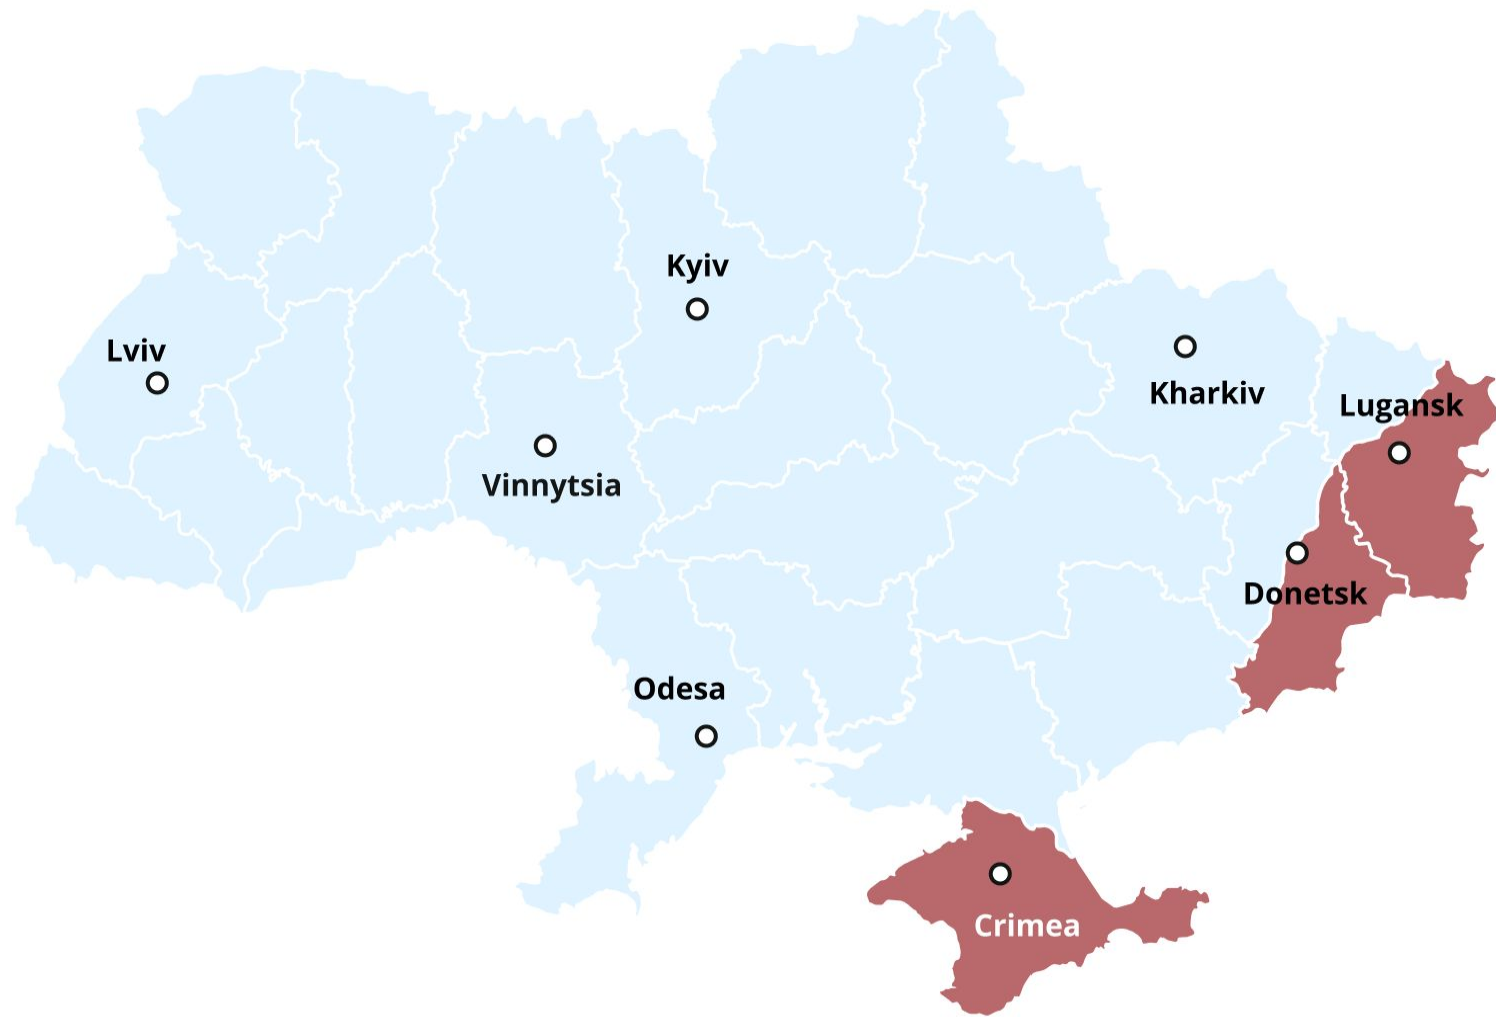 Kyiv
Lviv
Kharkiv
Lugansk
Vinnytsia
Donetsk
Odesa
Crimea